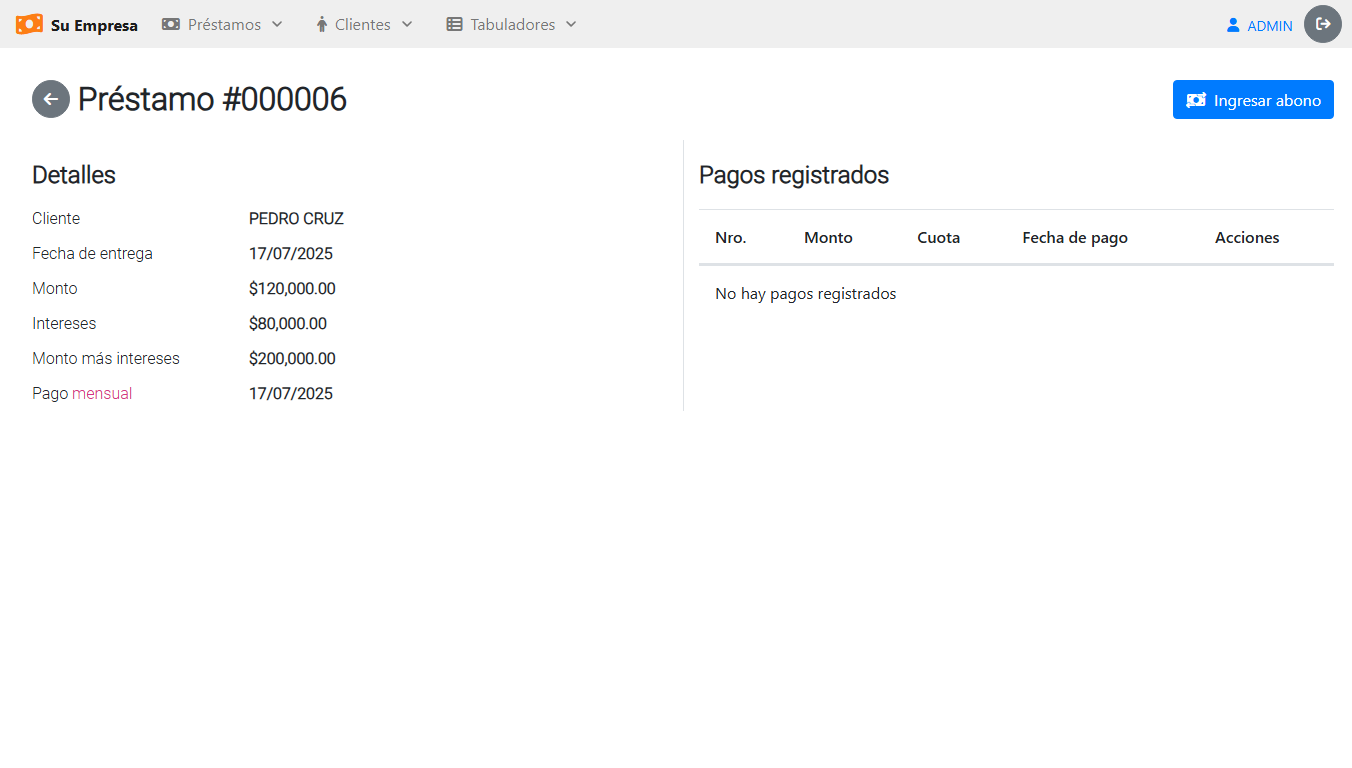 Su Empresa Préstamos Clientes Tabuladores ADMIN
Préstamo #000006 Ingresar abono
Detalles
Cliente PEDRO CRUZ
Fecha de entrega 17/07/2025
Monto $120,000.00
Intereses $80,000.00
Monto más intereses $200,000.00
Pago mensual 17/07/2025
Pagos registrados
Nro. Monto Cuota Fecha de pago Acciones
No hay pagos registrados